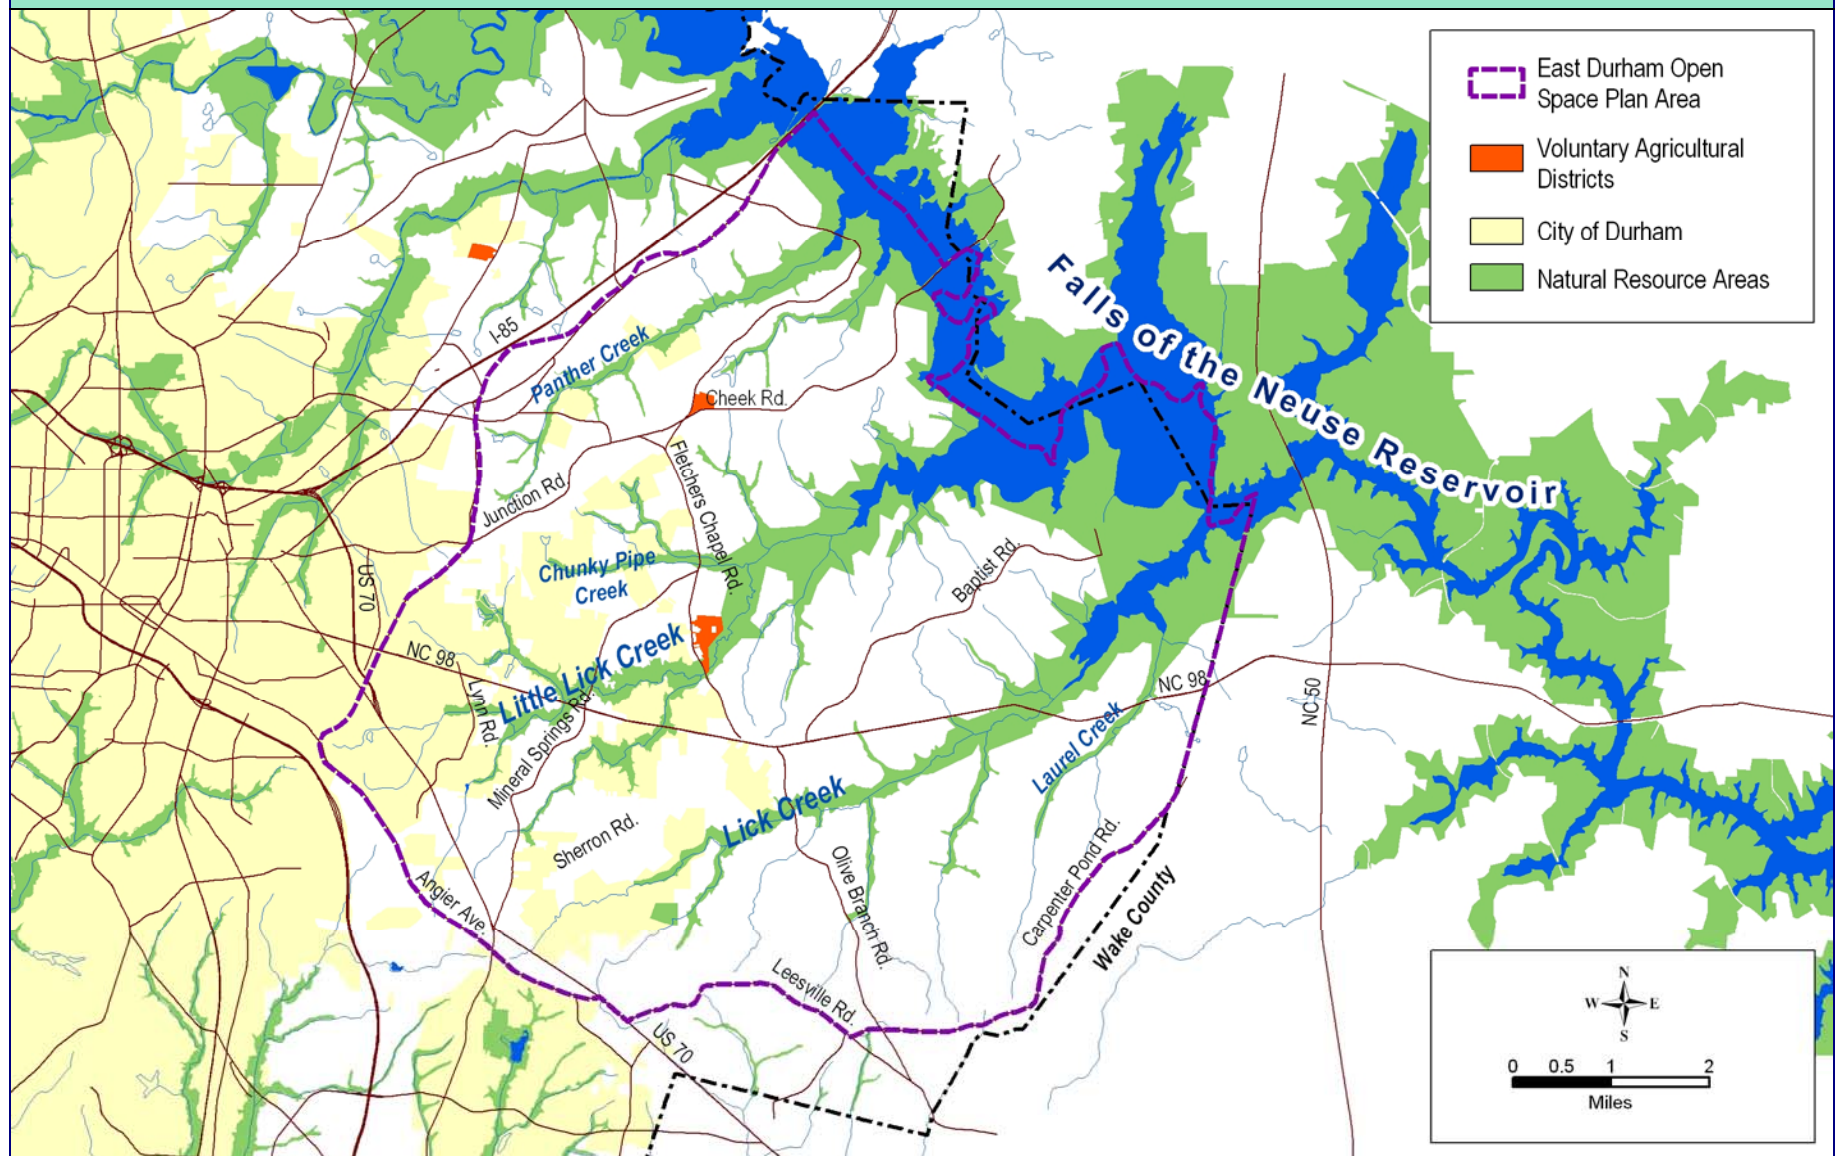 East Durham Open
Space Plan Area
Voluntary Agricultural
Districts
City of Durham
Natural Resource Areas
Falls of the Neuse Reservoir
I-85
Panther Creek
Cheek Rd.
Fletchers Chapel Rd.
Junction Rd.
Chunky Pipe
Creek
Baptist Rd.
US 70
NC 98
Little Lick Creek
Lynn Rd.
Mineral Springs Rd.
NC 98
NC 50
Laurel Creek
Lick Creek
Sherron Rd.
Olive Branch Rd.
Carpenter Pond Rd.
Wake County
Angier Ave.
Leesville Rd.
US 70
N
W E
S
0 0.5 1 2
Miles